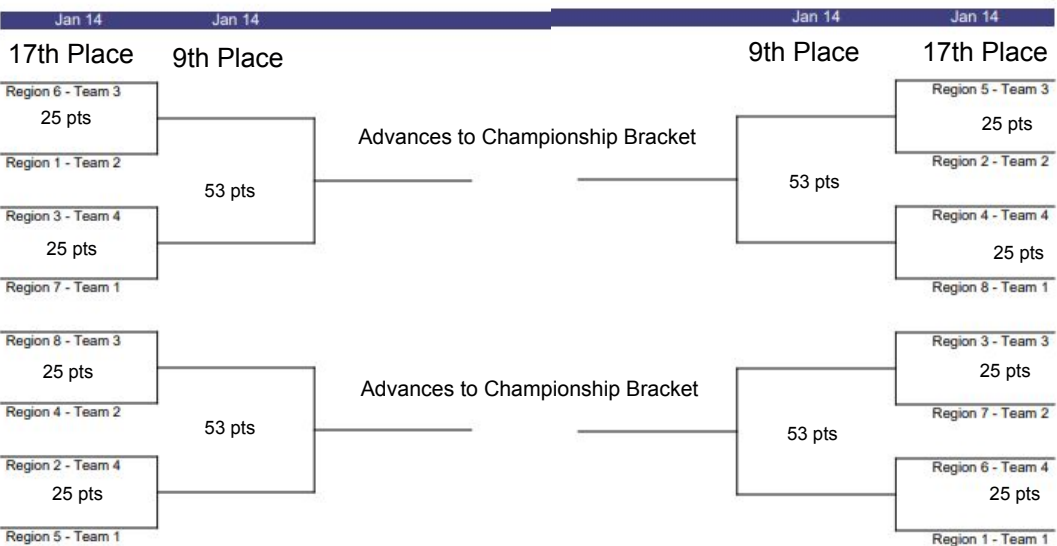 Jan 14 Jan 14 Jan 14 Jan 14
17th Place 9th Place 9th Place 17th Place
Region 6 - Team 3
25 pts
Region 1 - Team 2
53 pts
Region 3 - Team 4
25 pts
Region 7 - Team 1
Advances to Championship Bracket
Region 5 - Team 3
25 pts
Region 2 - Team 2
53 pts
Region 4 - Team 4
25 pts
Region 8 - Team 1
Region 8 - Team 3
25 pts
Region 4 - Team 2
53 pts
Region 2 - Team 4
25 pts
Region 5 - Team 1
Advances to Championship Bracket
Region 3 - Team 3
25 pts
Region 7 - Team 2
53 pts
Region 6 - Team 4
25 pts
Region 1 - Team 1